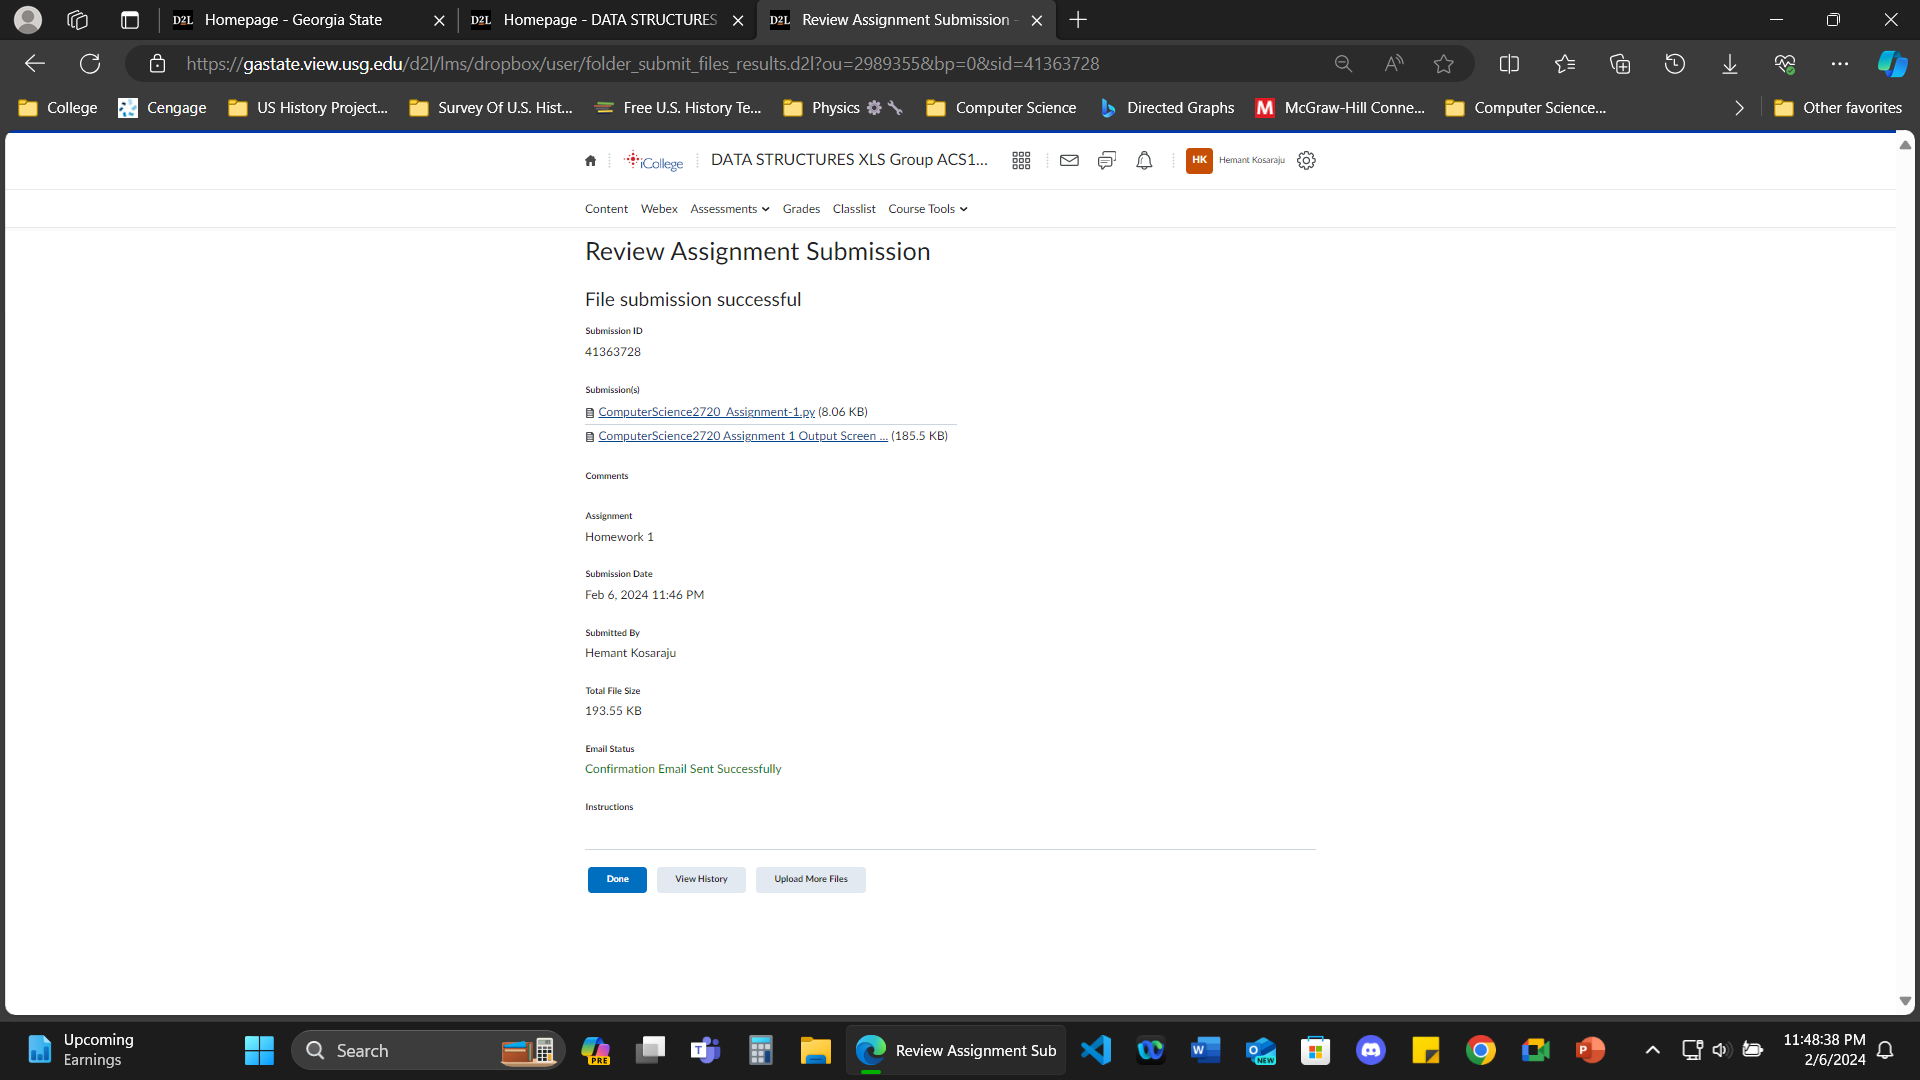 D2L Homepage - Georgia State
D2L Homepage - DATA STRUCTURES
D2L Review Assignment Submission -
https://gastate.view.usg.edu/d2l/lms/dropbox/user/folder_submit_files_results.d2l?ou=2989355&bp=0&sid=41363728
College
Cengage
US History Project...
Survey Of U.S. Hist...
Free U.S. History Te...
Physics
Computer Science
Directed Graphs
M McGraw-Hill Conne...
Computer Science...
Other favorites
iCollege
DATA STRUCTURES XLS Group ACS1...
HK Hemant Kosaraju
Content Webex Assessments Grades Classlist Course Tools
Review Assignment Submission
File submission successful
Submission ID
41363728
Submission(s)
ComputerScience2720_Assignment-1.py (8.06 KB)
ComputerScience2720 Assignment 1 Output Screen ... (185.5 KB)
Comments
Assignment
Homework 1
Submission Date
Feb 6, 2024 11:46 PM
Submitted By
Hemant Kosaraju
Total File Size
193.55 KB
Email Status
Confirmation Email Sent Successfully
Instructions
Done View History Upload More Files
Upcoming
Earnings
Search
PRE
Review Assignment Sub
NEW
11:48:38 PM
2/6/2024